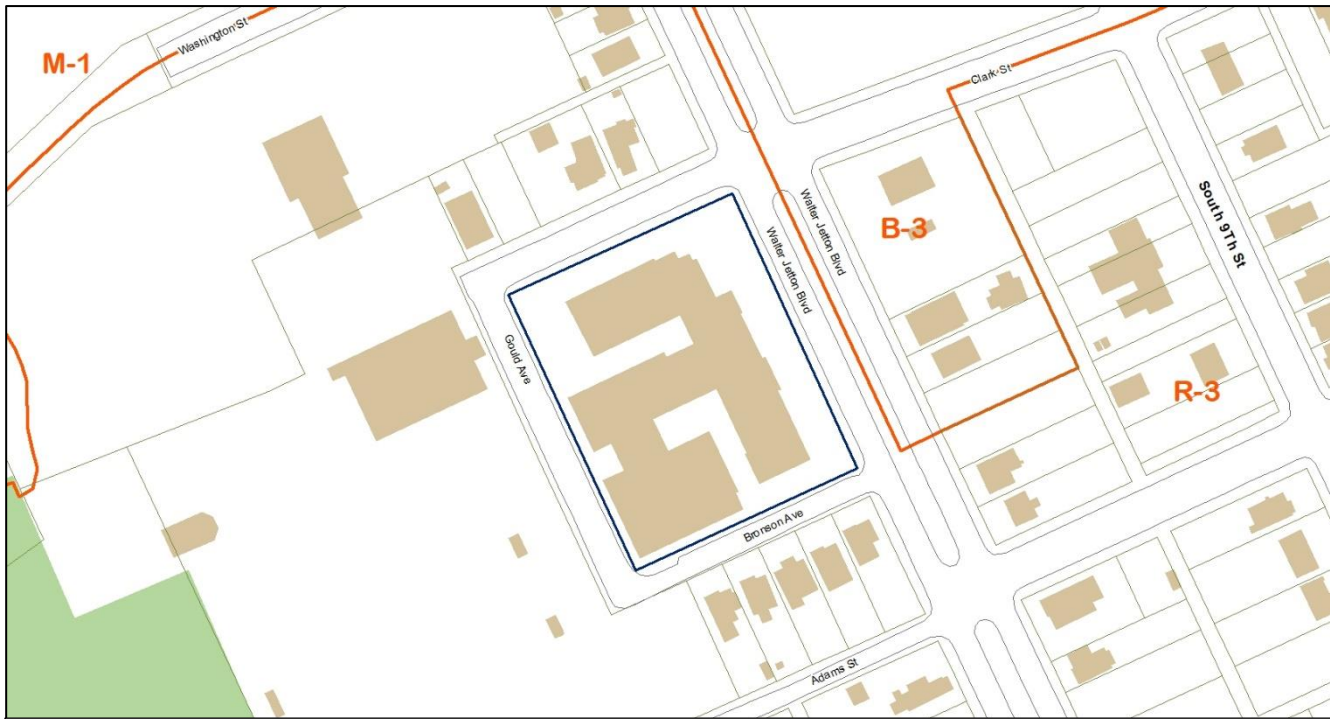 Washington St
M-1
Clark St
Walter Jetton Blvd
B-3
South 9Th St
Walter Jetton Blvd
Gould Ave
R-3
Bronson Ave
Adams St